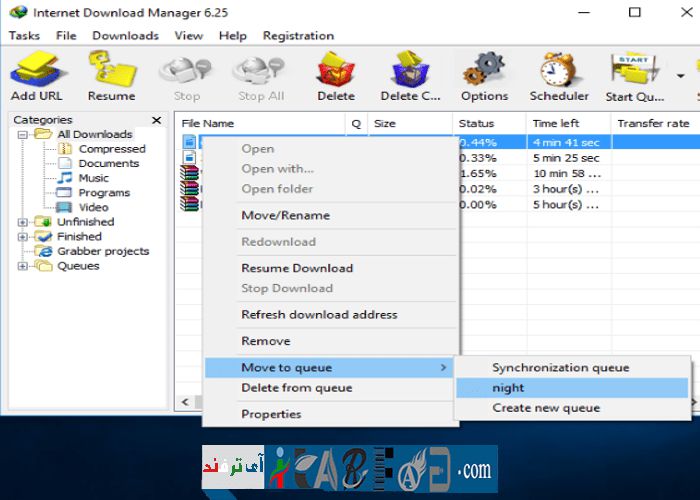 Internet Download Manager 6.25
Tasks File Downloads View Help Registration
Add URL Resume Stop Stop All Delete Delete C... Options Scheduler Start Qu...
Categories
File Name Q Size Status Time left Transfer rate
All Downloads
Compressed
Documents
Music
Programs
Video
Unfinished
Finished
Grabber projects
Queues
0.44% 4 min 41 sec
0.33% 5 min 25 sec
1.65% 10 min 58 ...
0.02% 3 hour(s) ...
0.00% 5 hour(s) ...
Open
Open with...
Open folder
Move/Rename
Redownload
Resume Download
Stop Download
Refresh download address
Remove
Move to queue
Delete from queue
Properties
Synchronization queue
night
Create new queue
START
آی ترفند
iTARFAND.com